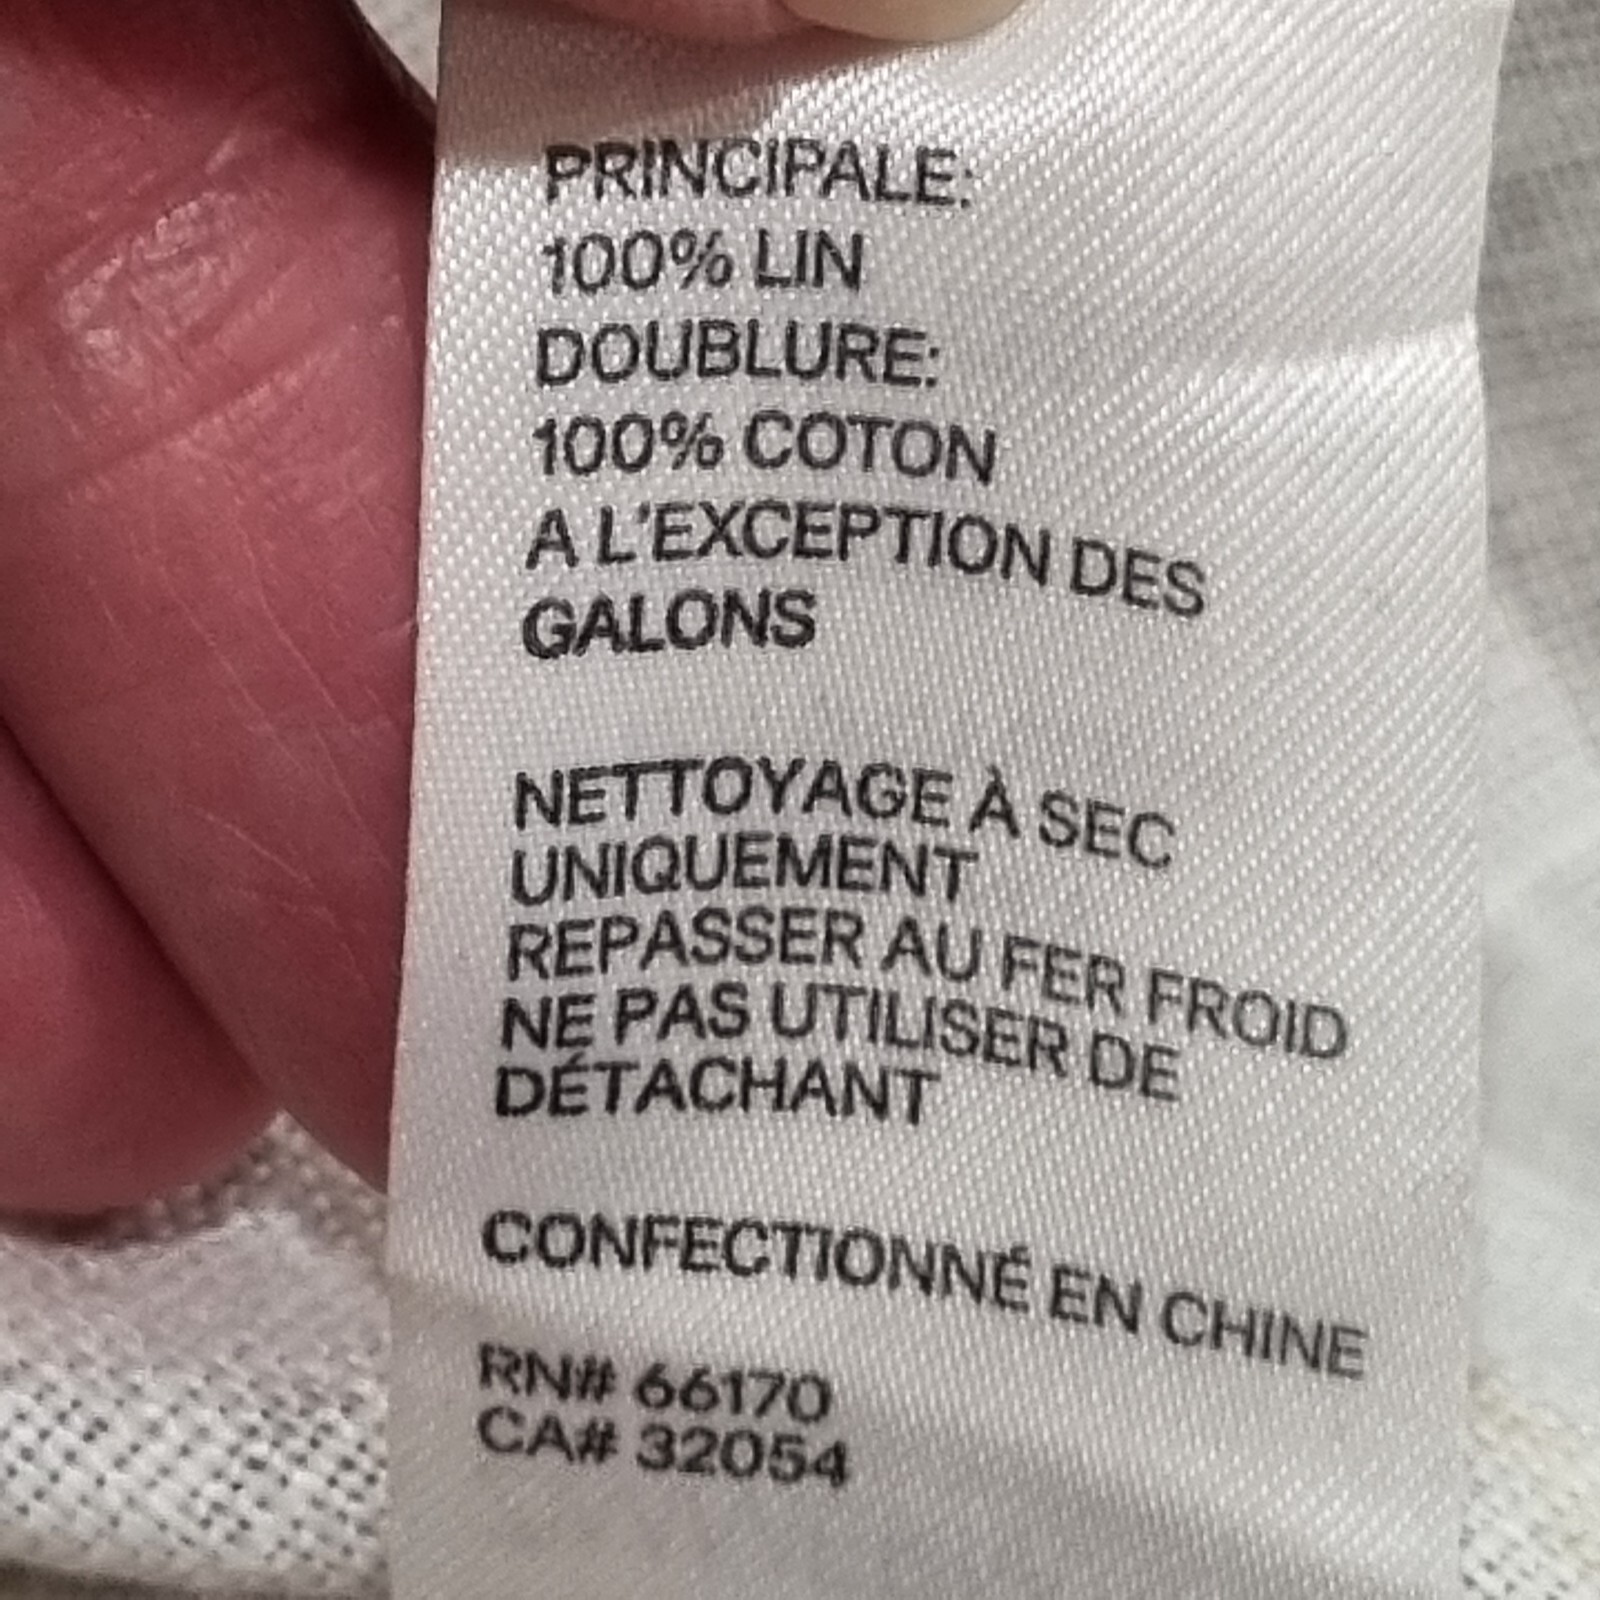 PRINCIPALE:
100% LIN
DOUBLURE:
100% COTON
A L'EXCEPTION DES
GALONS
NETTOYAGE À SEC
UNIQUEMENT
REPASSER AU FER FROID
NE PAS UTILISER DE
DÉTACHANT
CONFECTIONNÉ EN CHINE
RN# 66170
CA# 32054